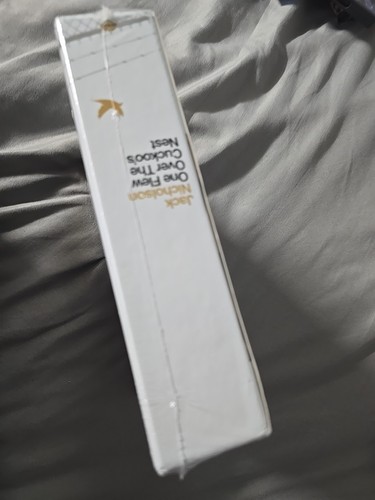 Jack
Nicholson
One Flew
Over The
Cuckoo's
Nest